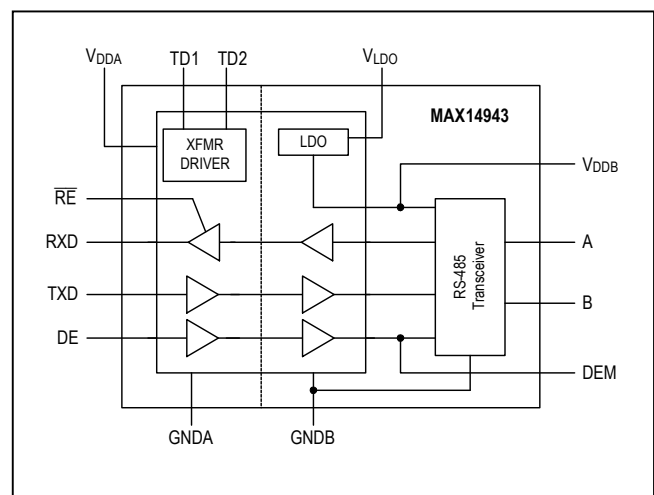 VDDA
TD1
TD2
VLDO
MAX14943
XFMR
DRIVER
LDO
VDDB
RE
RXD
A
RS-485
Transceiver
TXD
B
DE
DEM
GNDA
GNDB